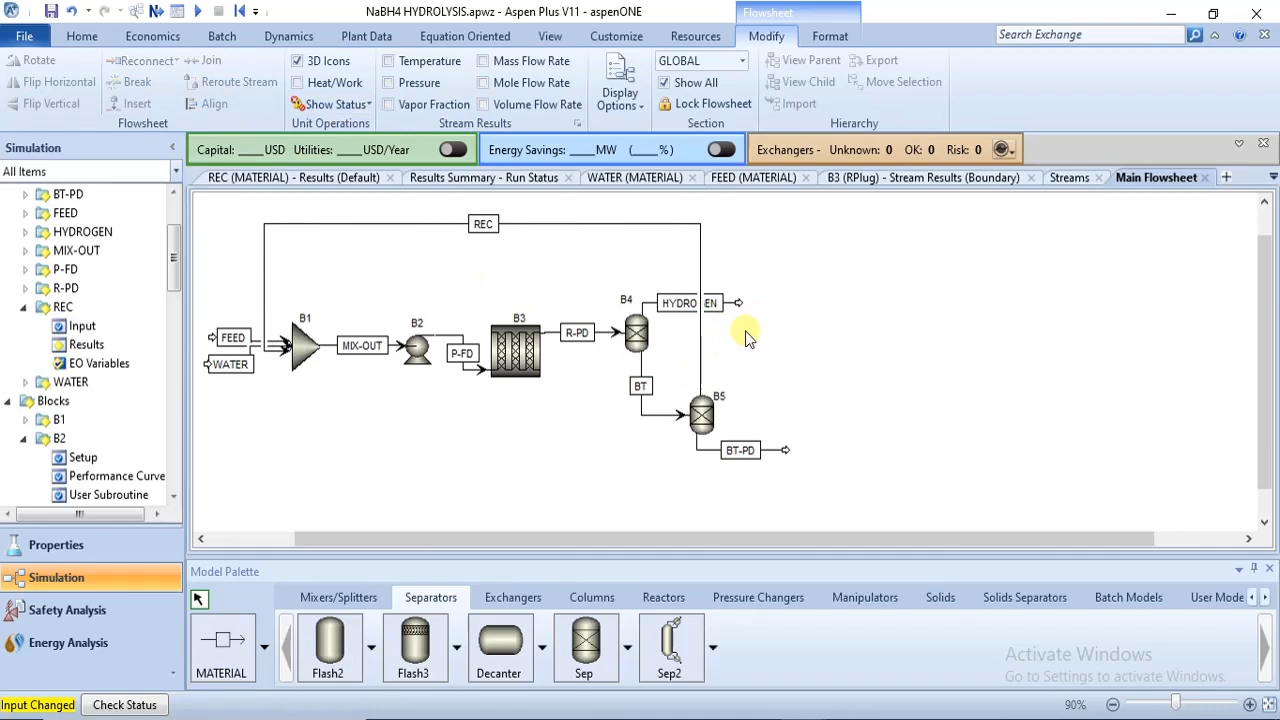 NaBH4 HYDROLYSIS.apwz - Aspen Plus V11 - aspenONE
Flowsheet
File Home Economics Batch Dynamics Plant Data Equation Oriented View Customize Resources Modify Format Search Exchange
Rotate Reconnect Join 3D Icons Temperature Mass Flow Rate GLOBAL View Parent Export
Flip Horizontal Break Reroute Stream Heat/Work Pressure Mole Flow Rate Show All View Child Move Selection
Flip Vertical Insert Align Show Status Vapor Fraction Volume Flow Rate Display Options Lock Flowsheet Import
Flowsheet Unit Operations Stream Results Section Hierarchy
Simulation Capital: ____USD Utilities: ____USD/Year Energy Savings: ____MW (____%) Exchangers - Unknown: 0 OK: 0 Risk: 0
All Items REC (MATERIAL) - Results (Default) Results Summary - Run Status WATER (MATERIAL) FEED (MATERIAL) B3 (RPlug) - Stream Results (Boundary) Streams Main Flowsheet
BT-PD
FEED
HYDROGEN
MIX-OUT
P-FD
R-PD
REC
Input
Results
EO Variables
WATER
Blocks
B1
B2
Setup
Performance Curve
User Subroutine
REC
B4
HYDROGEN
B1
B2
B3
FEED
R-PD
MIX-OUT
P-FD
WATER
BT
B5
BT-PD
Properties
Simulation
Safety Analysis
Energy Analysis
Model Palette
Mixers/Splitters Separators Exchangers Columns Reactors Pressure Changers Manipulators Solids Solids Separators Batch Models User Mode
MATERIAL Flash2 Flash3 Decanter Sep Sep2
Activate Windows
Go to Settings to activate Windows.
Input Changed Check Status 90%